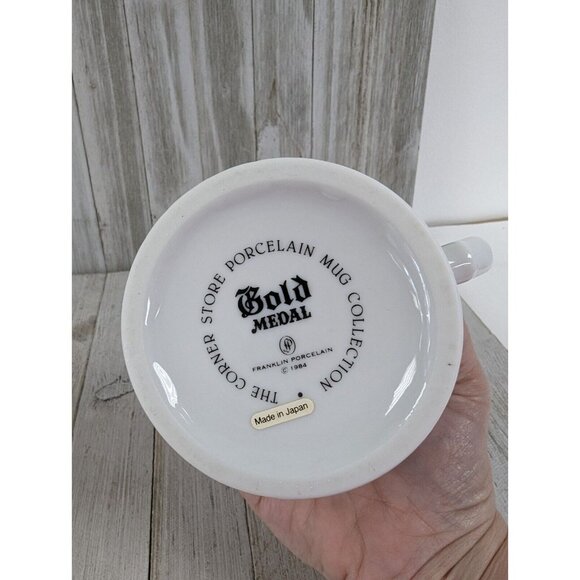 THE CORNER STORE PORCELAIN MUG COLLECTION
Gold
MEDAL
FRANKLIN PORCELAIN
© 1984
Made in Japan